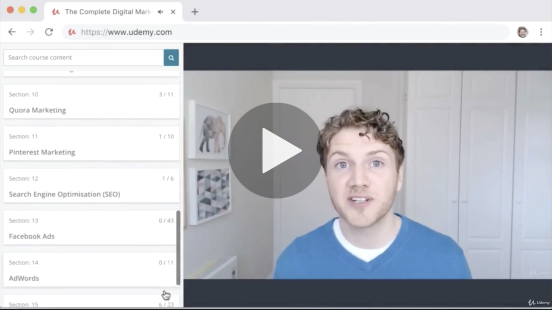 The Complete Digital Mark
https://www.udemy.com
Search course content
Section: 10 3 / 11
Quora Marketing
Section: 11 1 / 10
Pinterest Marketing
Section: 12 1 / 6
Search Engine Optimisation (SEO)
Section: 13 0 / 43
Facebook Ads
Section: 14 0 / 11
AdWords
Section: 15 6 / 23
Udemy